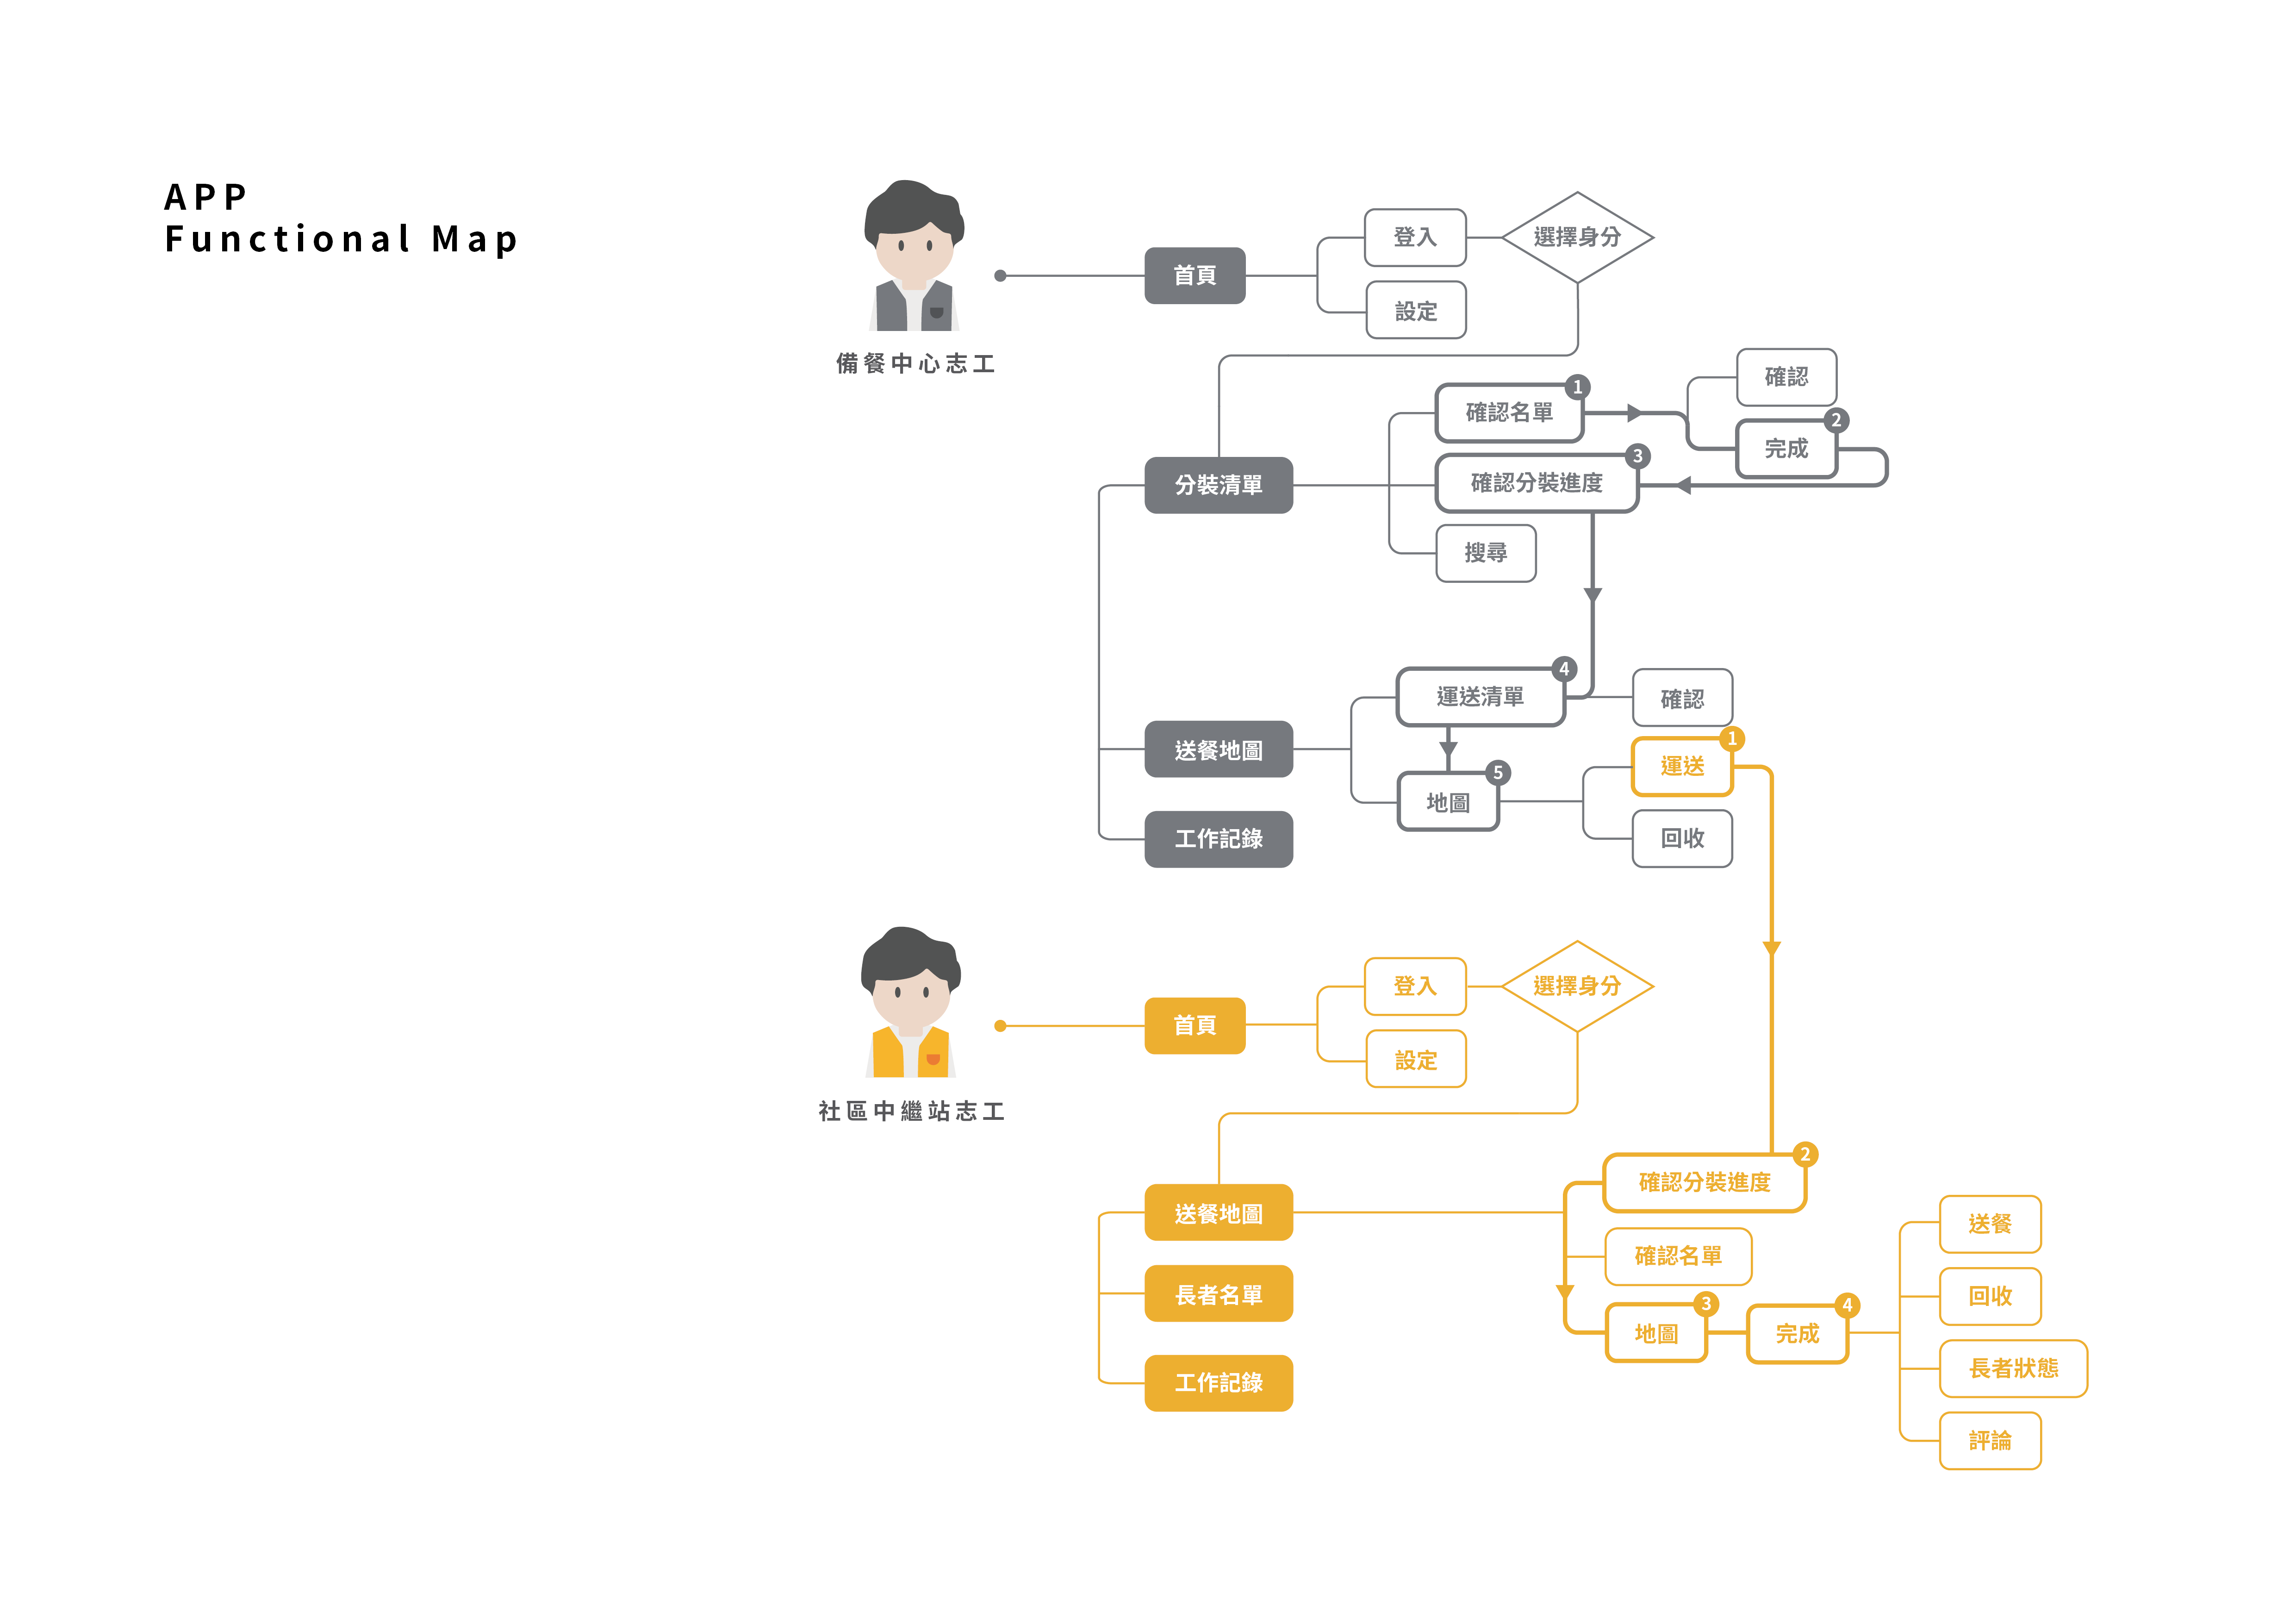 APP
Functional Map
備餐中心志工
首頁
登入
設定
選擇身分
分裝清單
確認名單
1
確認
完成
2
確認分裝進度
3
搜尋
送餐地圖
運送清單
4
確認
地圖
5
運送
1
回收
工作記錄
社區中繼站志工
首頁
登入
設定
選擇身分
送餐地圖
確認分裝進度
2
確認名單
地圖
3
完成
4
送餐
回收
長者狀態
評論
長者名單
工作記錄